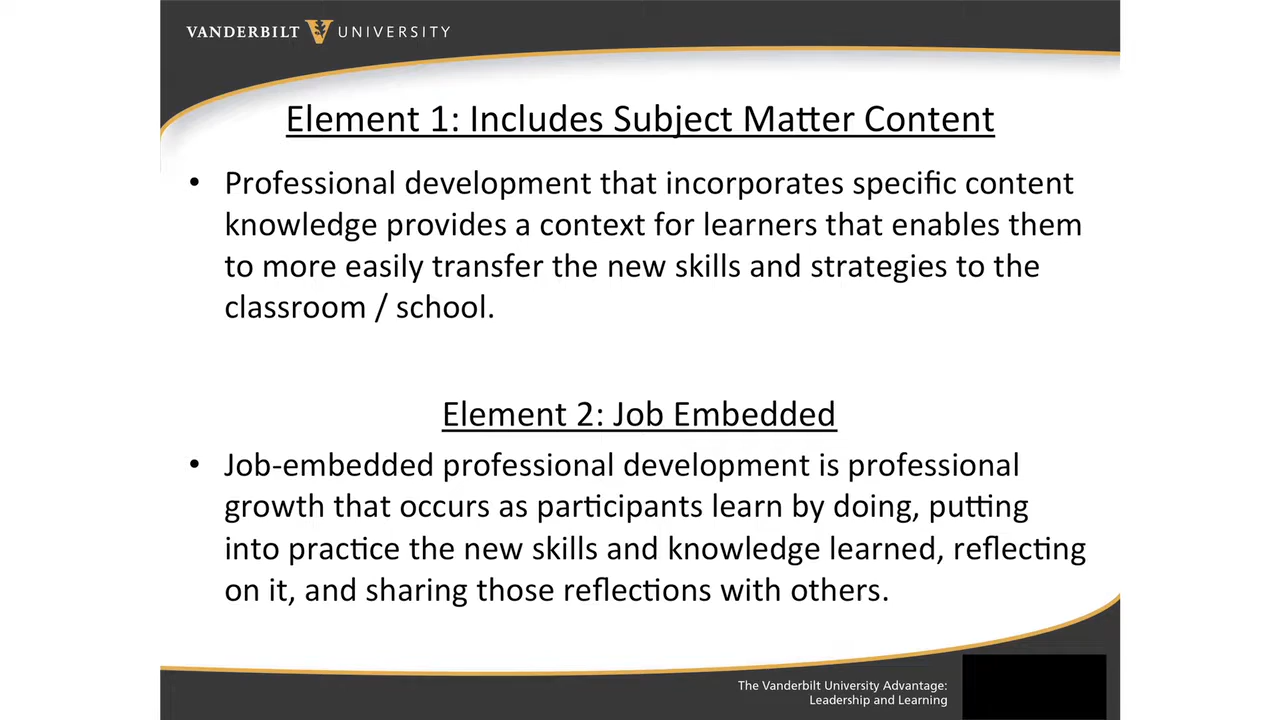 VANDERBILT V UNIVERSITY
Element 1: Includes Subject Matter Content
• Professional development that incorporates specific content
knowledge provides a context for learners that enables them
to more easily transfer the new skills and strategies to the
classroom / school.
Element 2: Job Embedded
• Job-embedded professional development is professional
growth that occurs as participants learn by doing, putting
into practice the new skills and knowledge learned, reflecting
on it, and sharing those reflections with others.
The Vanderbilt University Advantage:
Leadership and Learning